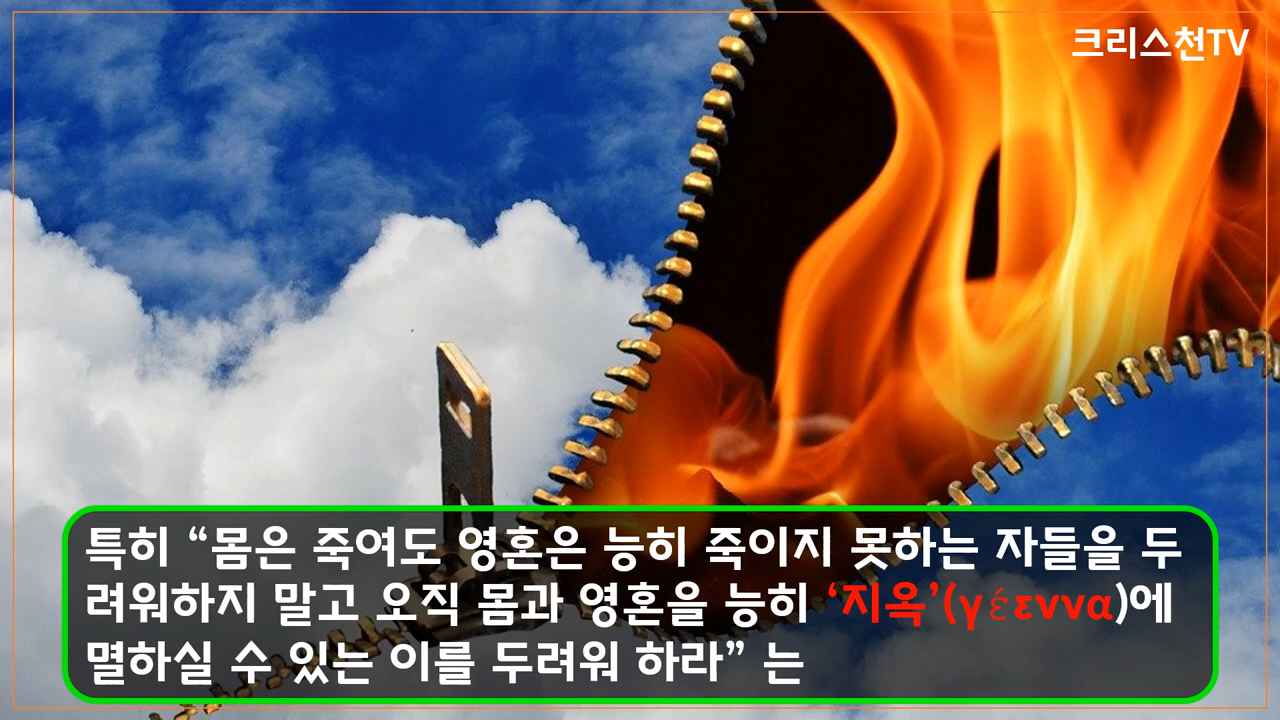 크리스천TV
특히 “몸은 죽여도 영혼은 능히 죽이지 못하는 자들을 두
려워하지 말고 오직 몸과 영혼을 능히 ‘지옥’(γέεννα)에
멸하실 수 있는 이를 두려워 하라” 는